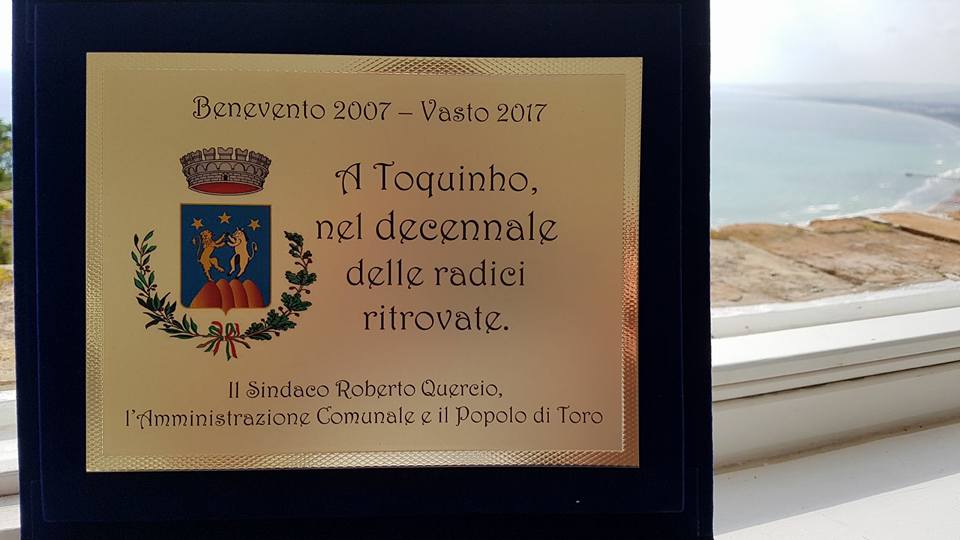 Benevento 2007 – Vasto 2017
A Toquinho,
nel decennale
delle radici
ritrovate.
Il Sindaco Roberto Quercio,
l'Amministrazione Comunale e il Popolo di Toro